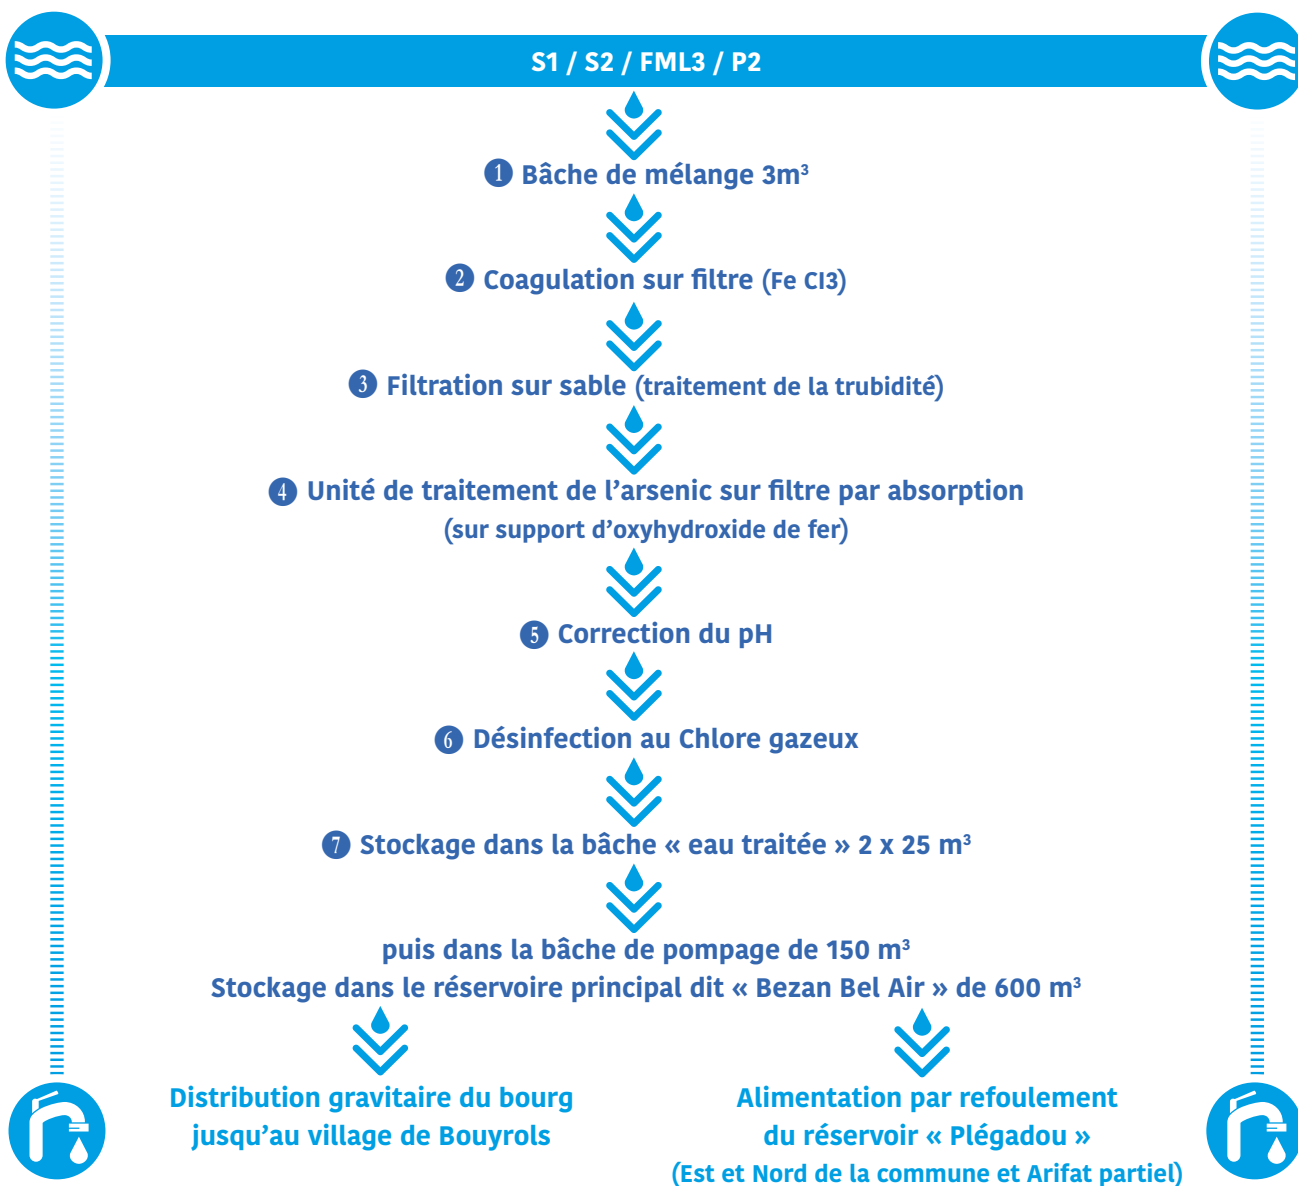 S1 / S2 / FML3 / P2
1 Bâche de mélange 3m³
2 Coagulation sur filtre (Fe CI3)
3 Filtration sur sable (traitement de la trubidité)
4 Unité de traitement de l’arsenic sur filtre par absorption
(sur support d’oxyhydroxide de fer)
5 Correction du pH
6 Désinfection au Chlore gazeux
7 Stockage dans la bâche « eau traitée » 2 x 25 m³
puis dans la bâche de pompage de 150 m³
Stockage dans le réservoire principal dit « Bezan Bel Air » de 600 m³
Distribution gravitaire du bourg
jusqu’au village de Bouyrols
Alimentation par refoulement
du réservoir « Plégadou »
(Est et Nord de la commune et Arifat partiel)